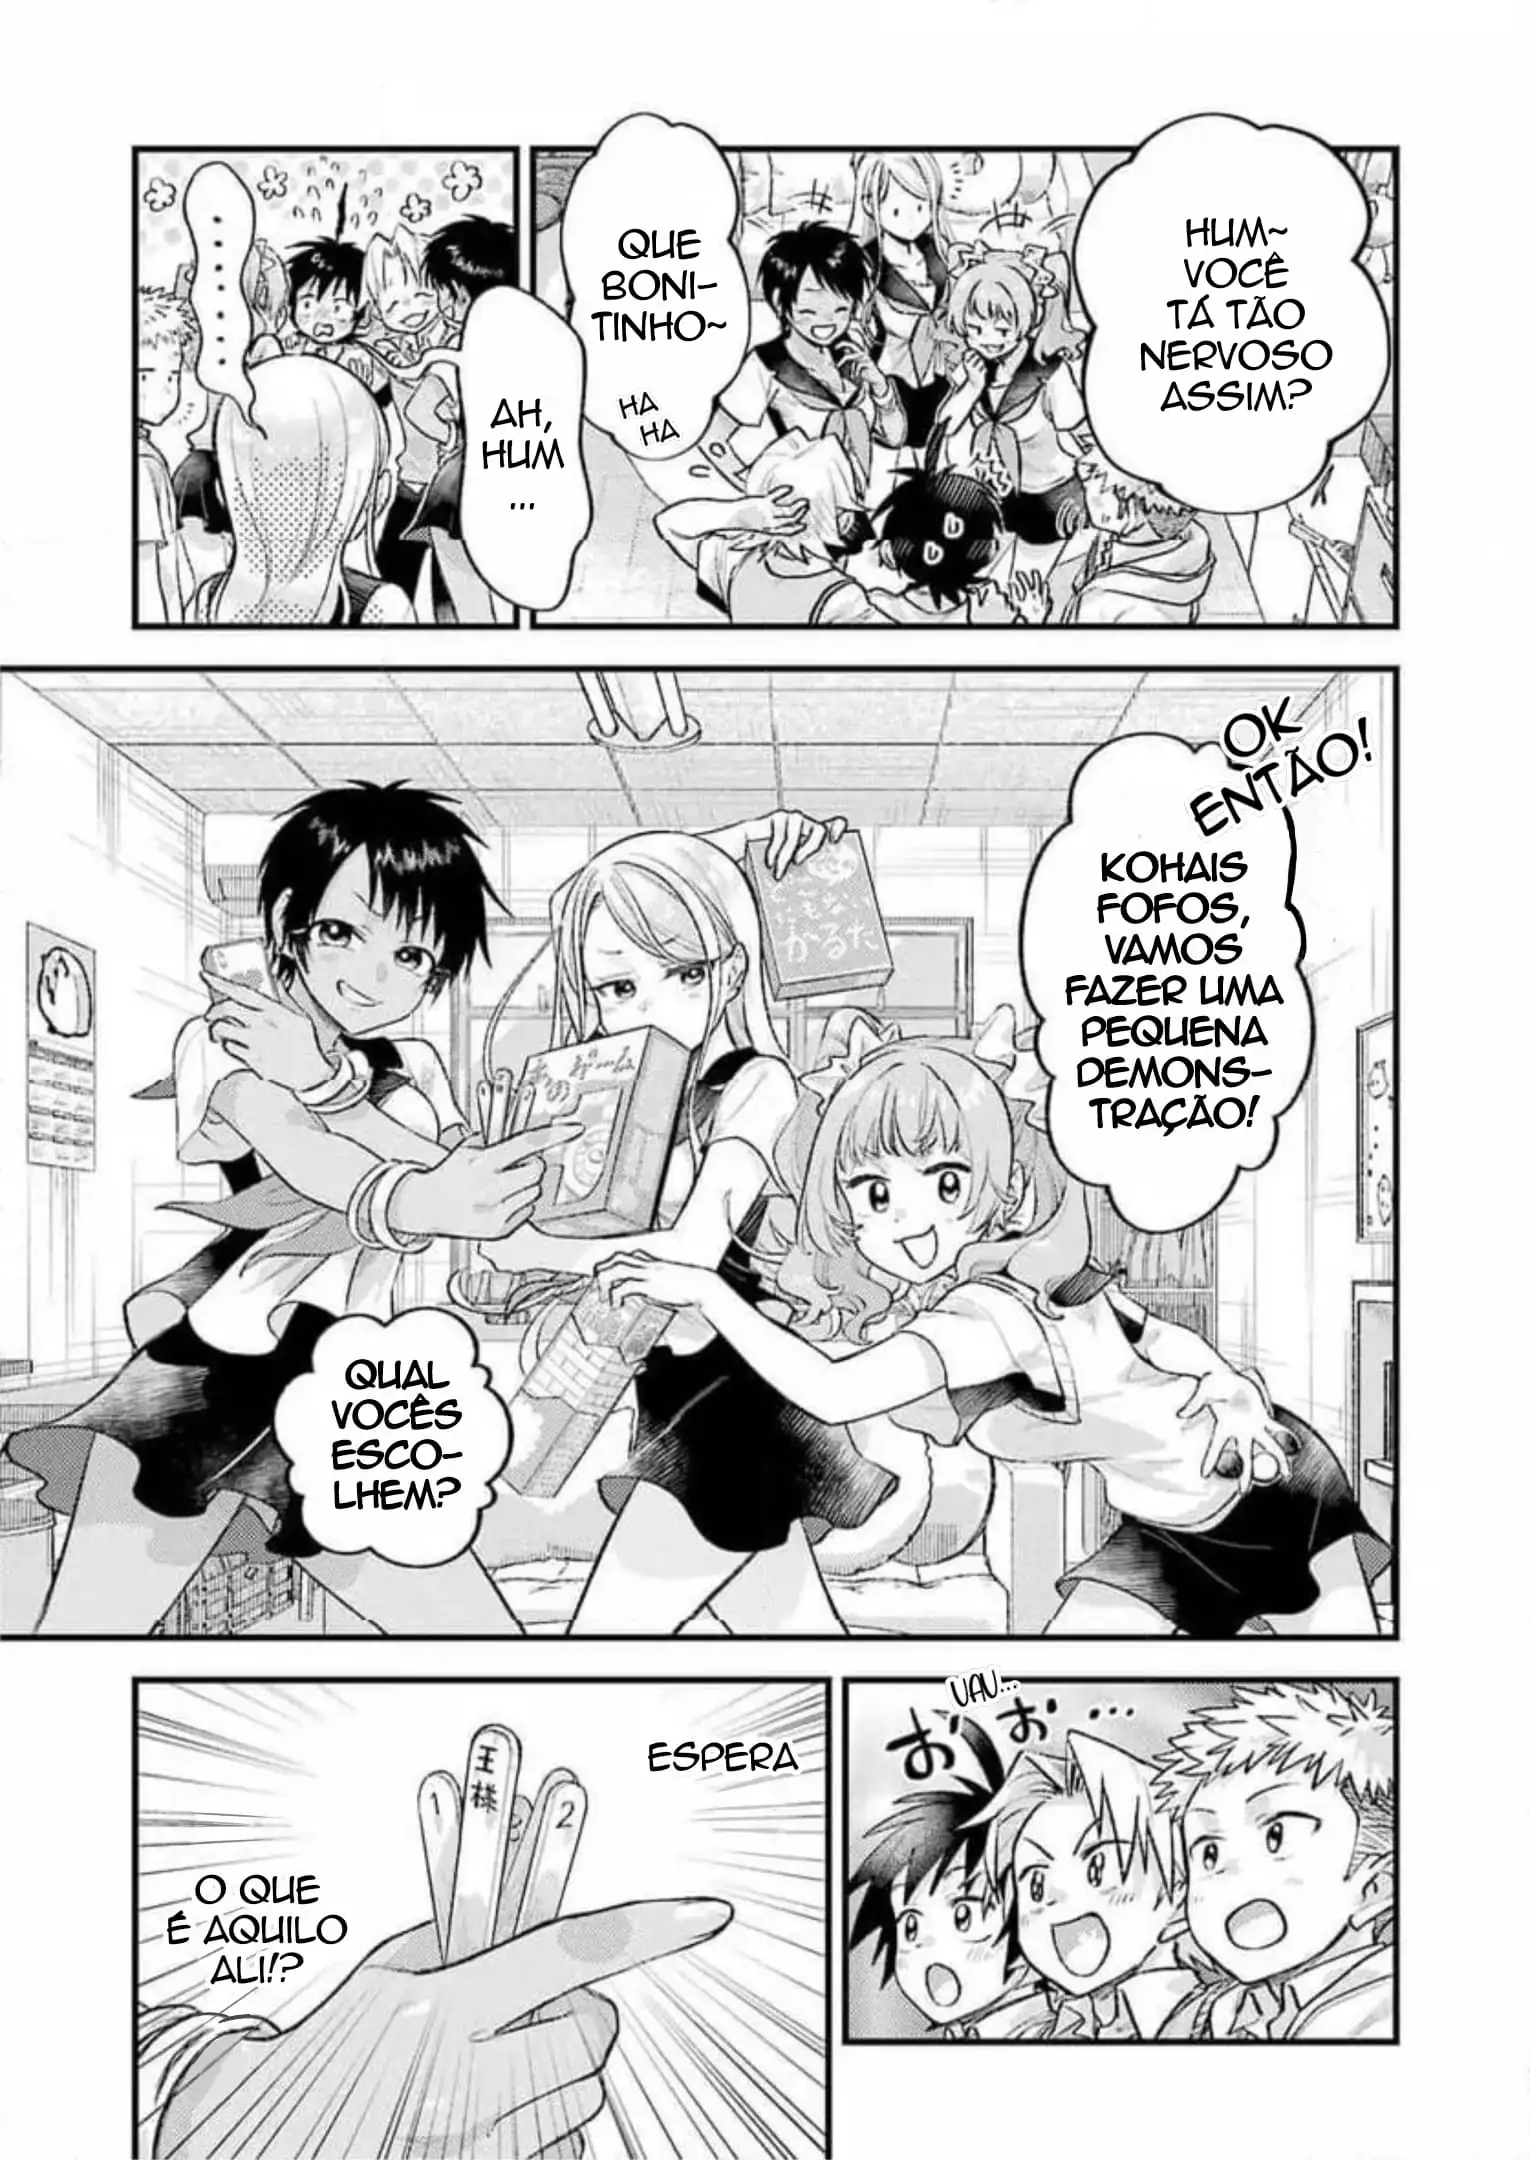 HUM~
VOCÊ
TÁ TÃO
NERVOSO
ASSIM?
QUE
BONI-
TINHO~
HA
HA
AH,
HUM
...
OK
ENTÃO!
KOHAIS
FOFOS,
VAMOS
FAZER UMA
PEQUENA
DEMONS-
TRAÇÃO!
かるた
QUAL
VOCÊS
ESCO-
LHEM?
UAU...
おお…
ESPERA
1
王様
3
2
O QUE
É AQUILO
ALI!?